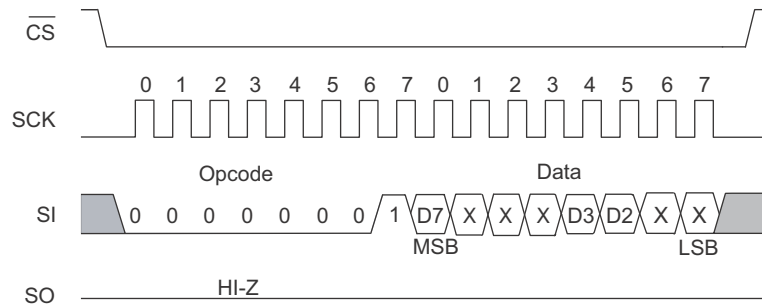 CS
0 1 2 3 4 5 6 7 0 1 2 3 4 5 6 7
SCK
Opcode Data
SI 0 0 0 0 0 0 0 1 D7 X X X D3 D2 X X
MSB LSB
HI-Z
SO